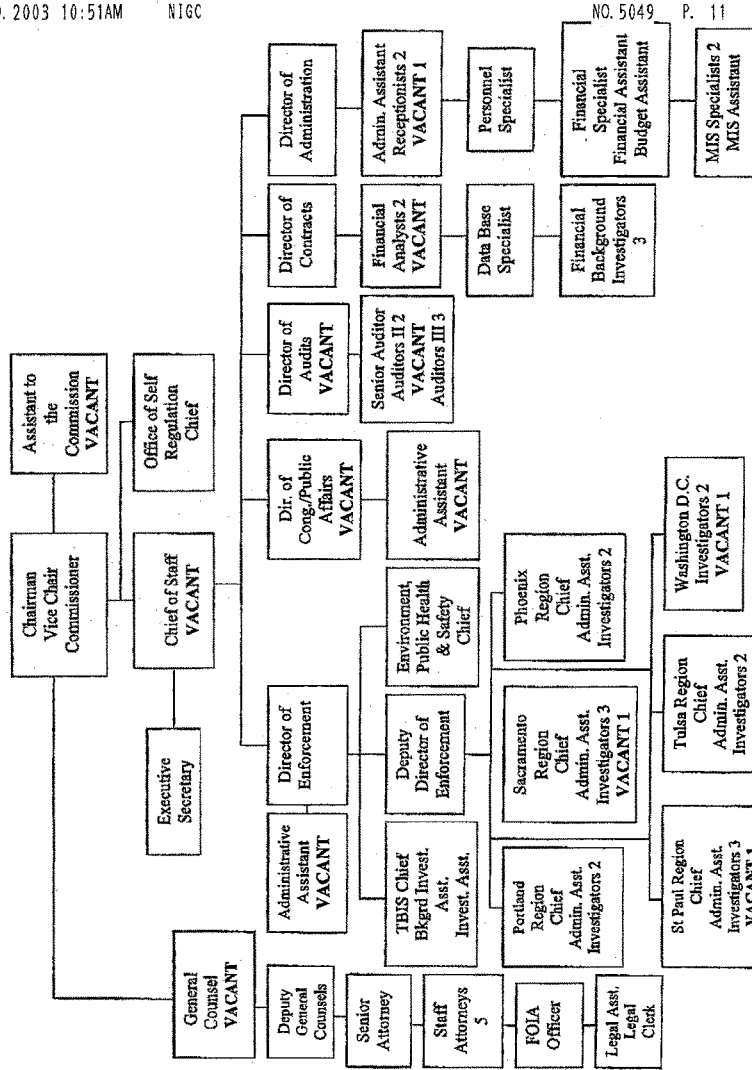 0. 2003 10:51AM NIGC NO. 5049 P. 11
Chairman
Vice Chair
Commissioner
Assistant to
the
Commission
VACANT
Office of Self
Regulation
Chief
Chief of Staff
VACANT
Executive
Secretary
General
Counsel
VACANT
Deputy
General
Counsels
Senior
Attorney
Staff
Attorneys
5
FOIA
Officer
Legal Asst.
Legal
Clerk
Administrative
Assistant
VACANT
Director of
Enforcement
TBIS Chief
Bkgrd Invest.
Asst.
Invest. Asst.
Deputy
Director of
Enforcement
Environment,
Public Health
& Safety
Chief
Portland
Region
Chief
Admin. Asst.
Investigators 2
Sacramento
Region
Chief
Admin. Asst.
Investigators 3
VACANT 1
Phoenix
Region
Chief
Admin. Asst.
Investigators 2
St Paul Region
Chief
Admin. Asst.
Investigators 3
VACANT 1
Tulsa Region
Chief
Admin. Asst.
Investigators 2
Washington D.C.
Investigators 2
VACANT 1
Dir. of
Cong./Public
Affairs
VACANT
Administrative
Assistant
VACANT
Director of
Audits
VACANT
Senior Auditor
Auditors II 2
VACANT
Auditors III 3
Director of
Contracts
Financial
Analysts 2
VACANT
Data Base
Specialist
Financial
Background
Investigators
3
Director of
Administration
Admin. Assistant
Receptionists 2
VACANT 1
Personnel
Specialist
Financial
Specialist
Financial Assistant
Budget Assistant
MIS Specialists 2
MIS Assistant